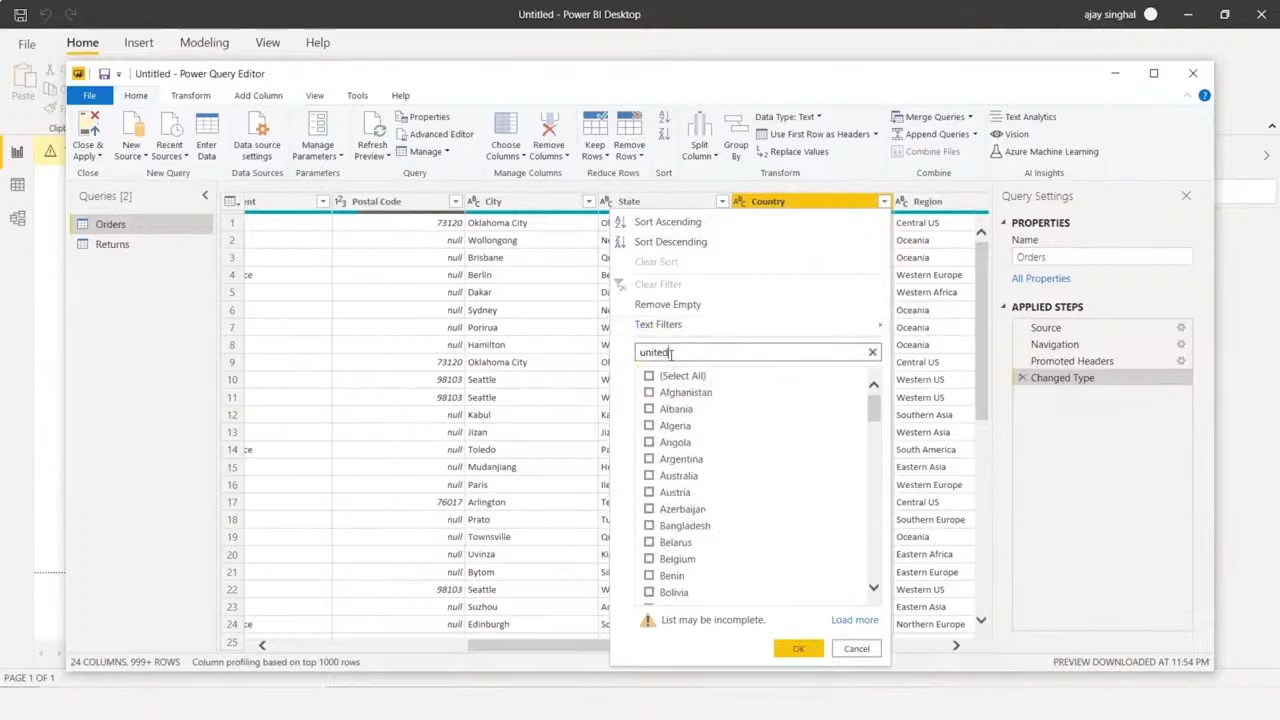 Untitled - Power BI Desktop
ajay singhal
File Home Insert Modeling View Help
Paste
Untitled - Power Query Editor
File Home Transform Add Column View Tools Help
Close & Apply
New Source
Recent Sources
Enter Data
Data source settings
Manage Parameters
Refresh Preview
Properties
Advanced Editor
Manage
Choose Columns
Remove Columns
Keep Rows
Remove Rows
Split Column
Group By
Data Type: Text
Use First Row as Headers
Replace Values
Merge Queries
Append Queries
Combine Files
Text Analytics
Vision
Azure Machine Learning
Close New Query Data Sources Parameters Query Manage Columns Reduce Rows Sort Transform Combine AI Insights
Queries [2]
Orders
Returns
ent Postal Code City State Country Region
1 73120 Oklahoma City Central US
2 null Wollongong Oceania
3 null Brisbane Oceania
4 null Berlin Western Europe
5 null Dakar Western Africa
6 null Sydney Oceania
7 null Porirua Oceania
8 null Hamilton Oceania
9 73120 Oklahoma City Central US
10 98103 Seattle Western US
11 98103 Seattle Western US
12 null Kabul Southern Asia
13 null Jizan Western Asia
14 null Toledo South America
15 null Mudanjiang Eastern Asia
16 null Paris Western Europe
17 76017 Arlington Central US
18 null Prato Southern Europe
19 null Townsville Oceania
20 null Uvinza Eastern Africa
21 null Bytom Eastern Europe
22 98103 Seattle Western US
23 null Suzhou Eastern Asia
24 null Edinburgh Northern Europe
25
Sort Ascending
Sort Descending
Clear Sort
Clear Filter
Remove Empty
Text Filters
united
(Select All)
Afghanistan
Albania
Algeria
Angola
Argentina
Australia
Austria
Azerbaijan
Bangladesh
Belarus
Belgium
Benin
Bolivia
List may be incomplete. Load more
OK Cancel
Query Settings
PROPERTIES
Name
Orders
All Properties
APPLIED STEPS
Source
Navigation
Promoted Headers
Changed Type
24 COLUMNS, 999+ ROWS Column profiling based on top 1000 rows PREVIEW DOWNLOADED AT 11:54 PM
PAGE 1 OF 1